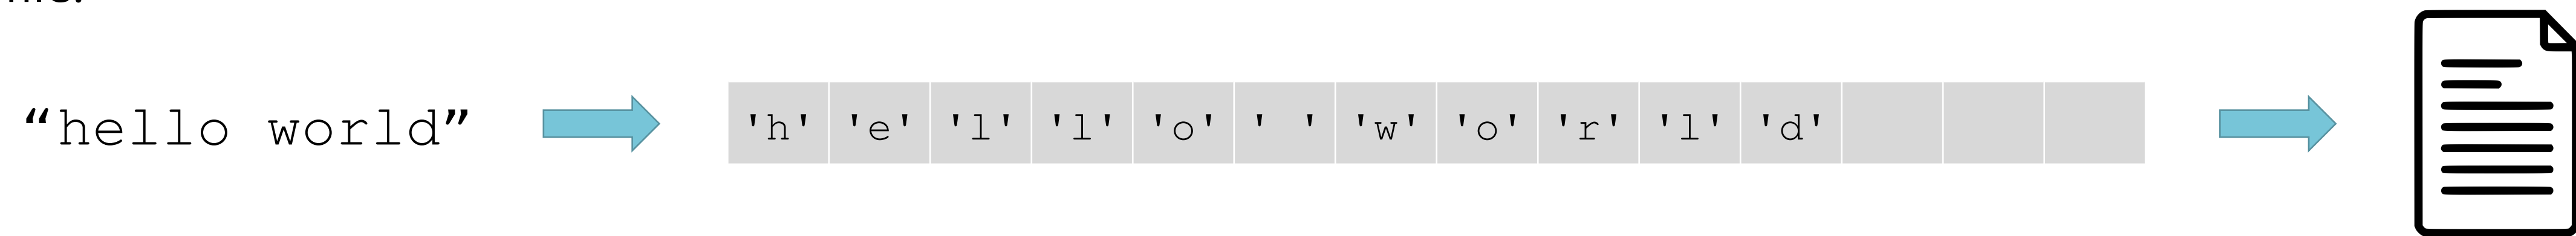 “hello world” 'h' 'e' 'l' 'l' 'o' ' ' 'w' 'o' 'r' 'l' 'd'